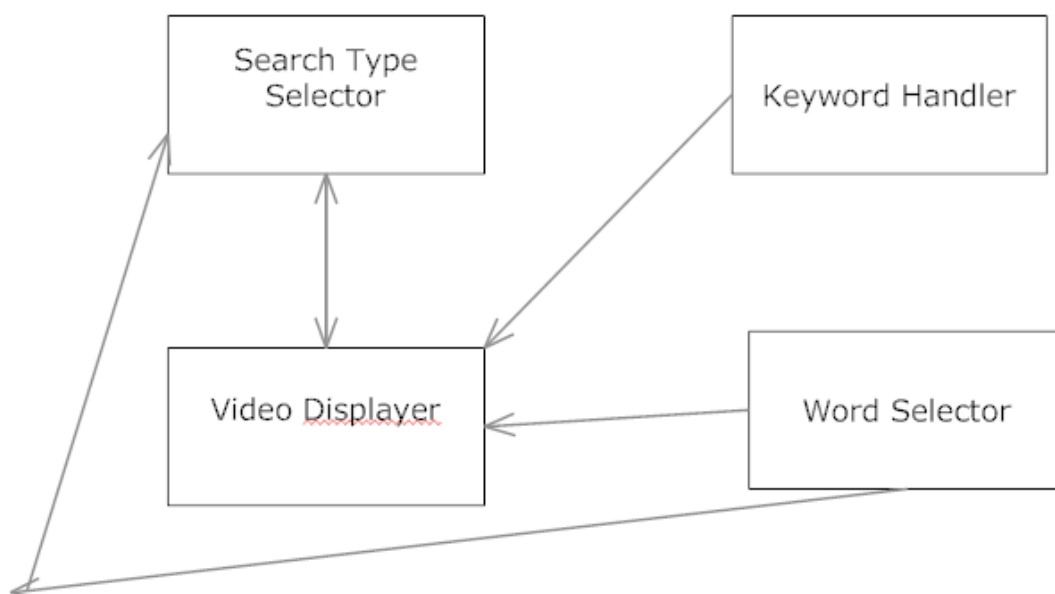 Search Type
Selector
Keyword Handler
Video Displayer
Word Selector